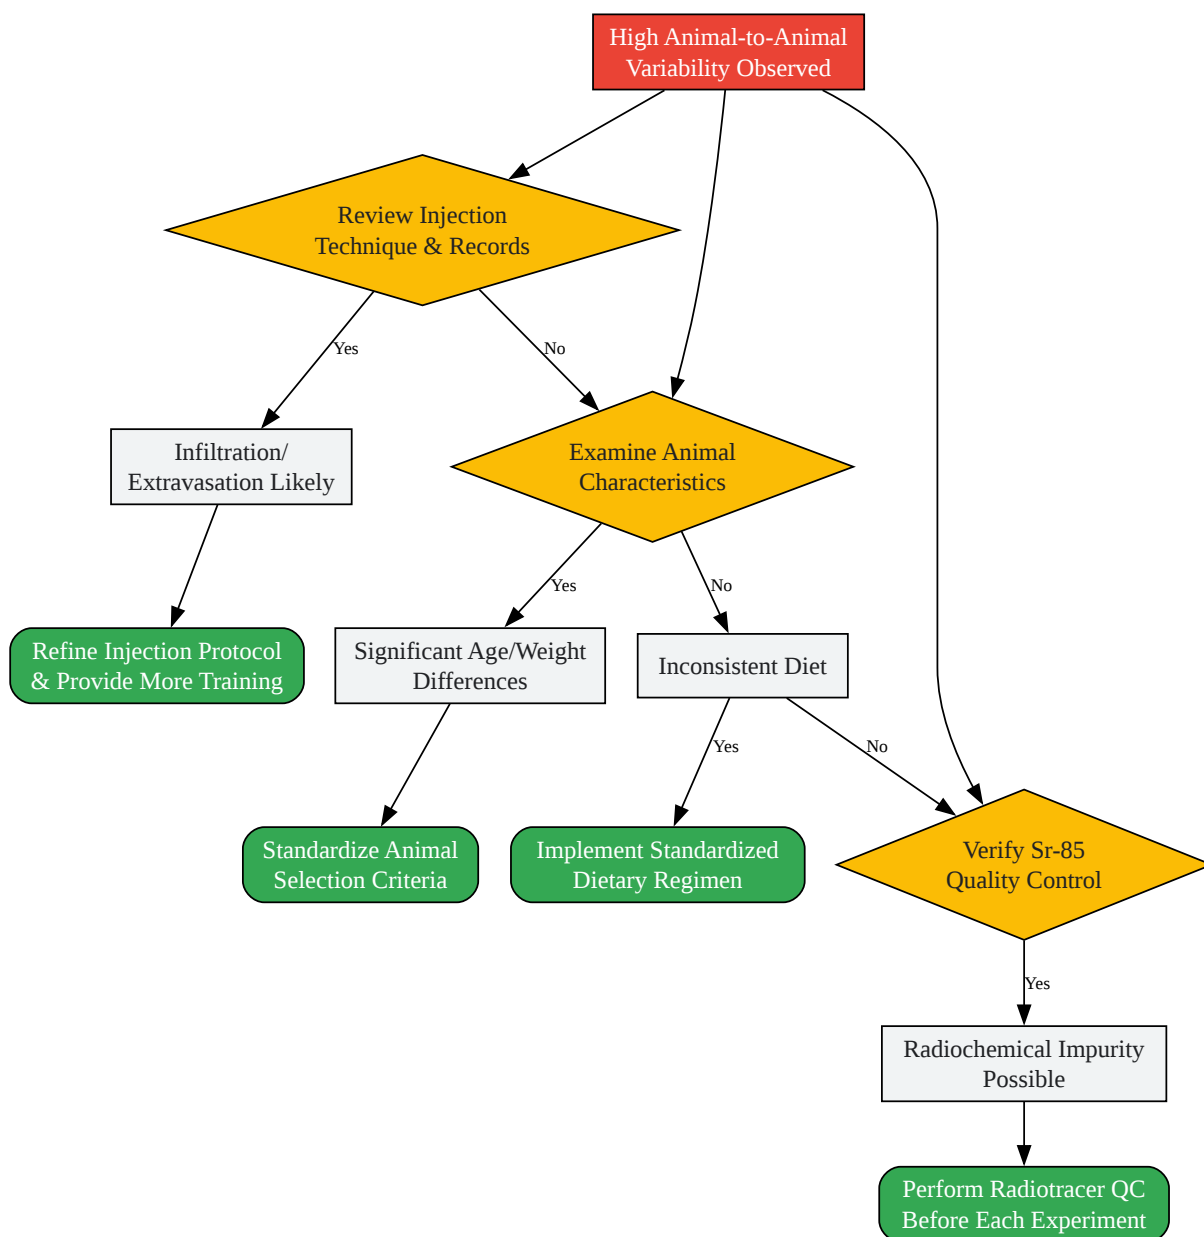 High Animal-to-Animal
Variability Observed
Review Injection
Technique & Records
Yes
No
Examine Animal
Characteristics
Infiltration/
Extravasation Likely
Yes
No
Refine Injection Protocol
& Provide More Training
Significant Age/Weight
Differences
Inconsistent Diet
Yes
No
Standardize Animal
Selection Criteria
Implement Standardized
Dietary Regimen
Verify Sr-85
Quality Control
Yes
Radiochemical Impurity
Possible
Perform Radiotracer QC
Before Each Experiment